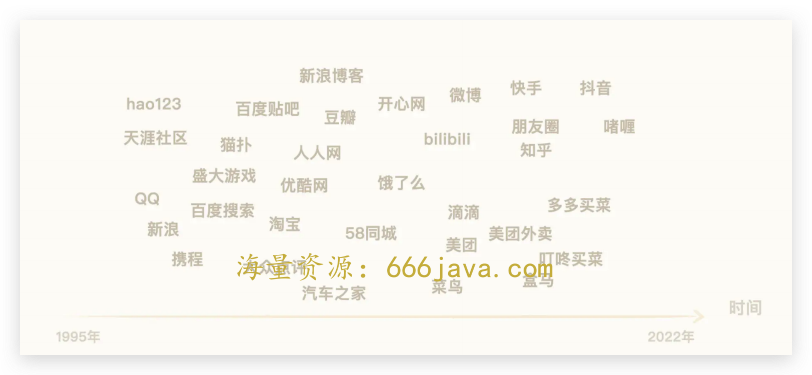 新浪博客
快手
抖音
微博
hao123
百度贴吧
开心网
豆瓣
朋友圈
啫喱
天涯社区
猫扑
bilibili
人人网
知乎
盛大游戏
优酷网
饿了么
QQ
百度搜索
滴滴
多多买菜
新浪
淘宝
58同城
美团外卖
美团
携程
大众点评
叮咚买菜
海量资源：666java.com
盒马
菜鸟
汽车之家
时间
1995年
2022年